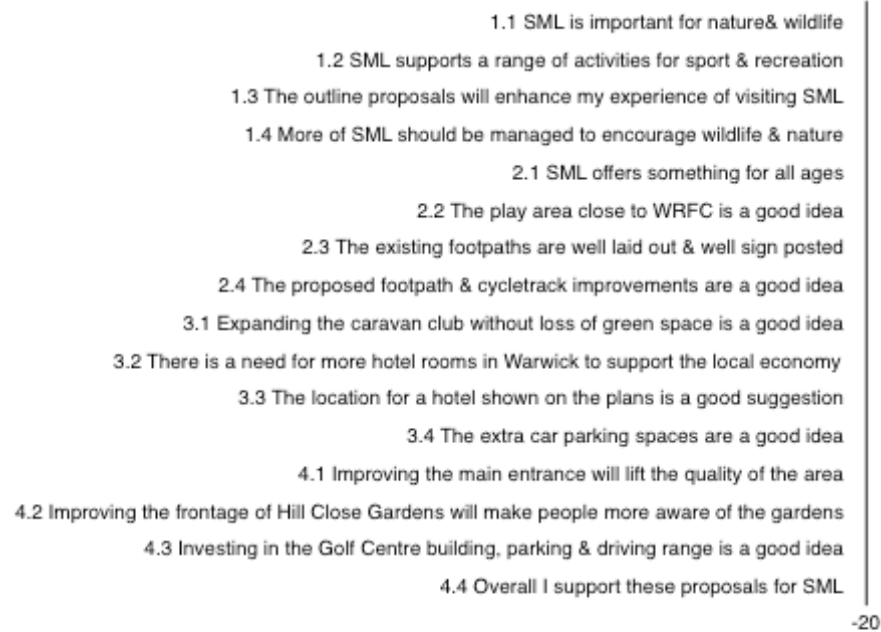 1.1 SML is important for nature& wildlife
1.2 SML supports a range of activities for sport & recreation
1.3 The outline proposals will enhance my experience of visiting SML
1.4 More of SML should be managed to encourage wildlife & nature
2.1 SML offers something for all ages
2.2 The play area close to WRFC is a good idea
2.3 The existing footpaths are well laid out & well sign posted
2.4 The proposed footpath & cycletrack improvements are a good idea
3.1 Expanding the caravan club without loss of green space is a good idea
3.2 There is a need for more hotel rooms in Warwick to support the local economy
3.3 The location for a hotel shown on the plans is a good suggestion
3.4 The extra car parking spaces are a good idea
4.1 Improving the main entrance will lift the quality of the area
4.2 Improving the frontage of Hill Close Gardens will make people more aware of the gardens
4.3 Investing in the Golf Centre building, parking & driving range is a good idea
4.4 Overall I support these proposals for SML
-20